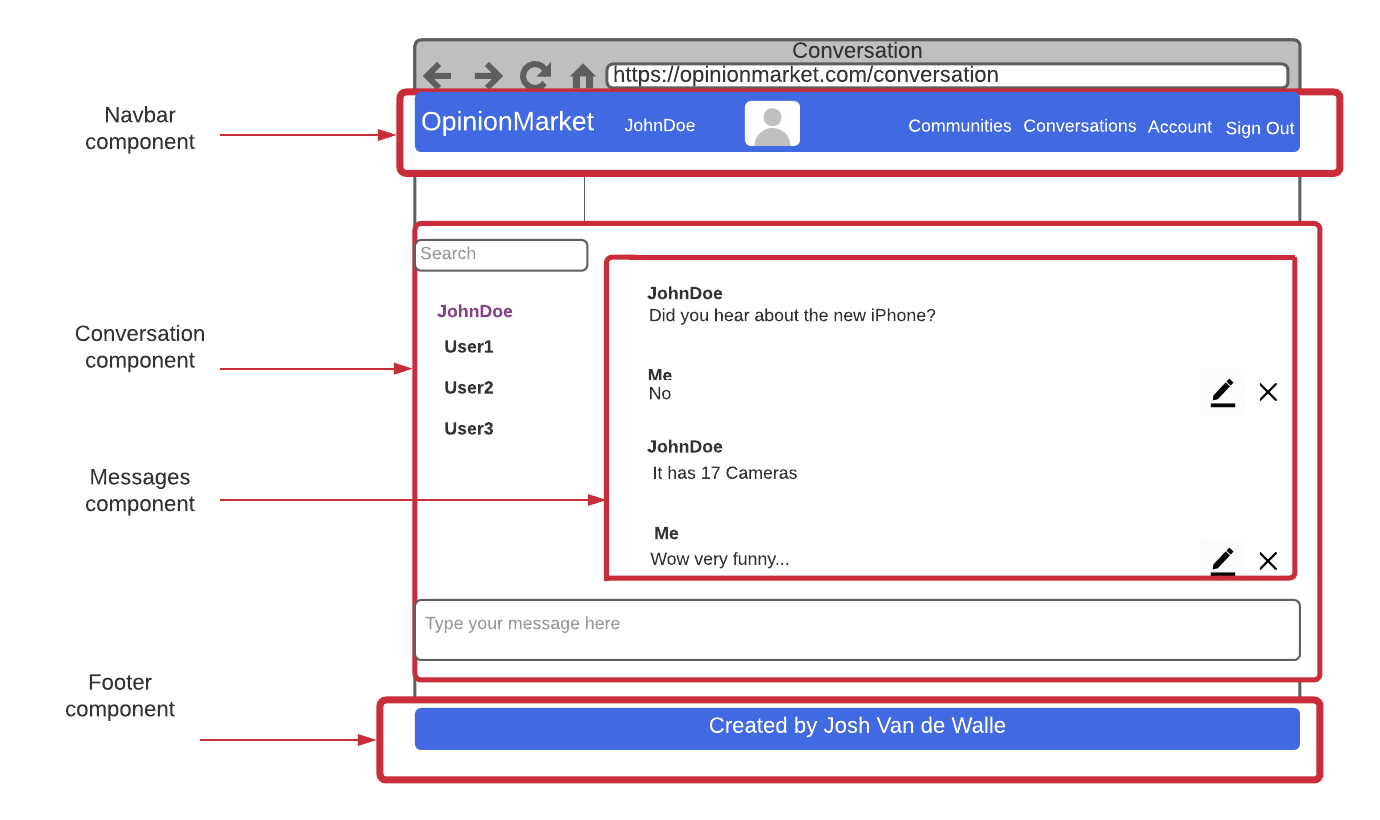 Conversation
https://opinionmarket.com/conversation
Navbar
component
OpinionMarket JohnDoe Communities Conversations Account Sign Out
Search
JohnDoe
User1
User2
User3
Conversation
component
Messages
component
JohnDoe
Did you hear about the new iPhone?
Me
No
JohnDoe
It has 17 Cameras
Me
Wow very funny...
Type your message here
Footer
component
Created by Josh Van de Walle